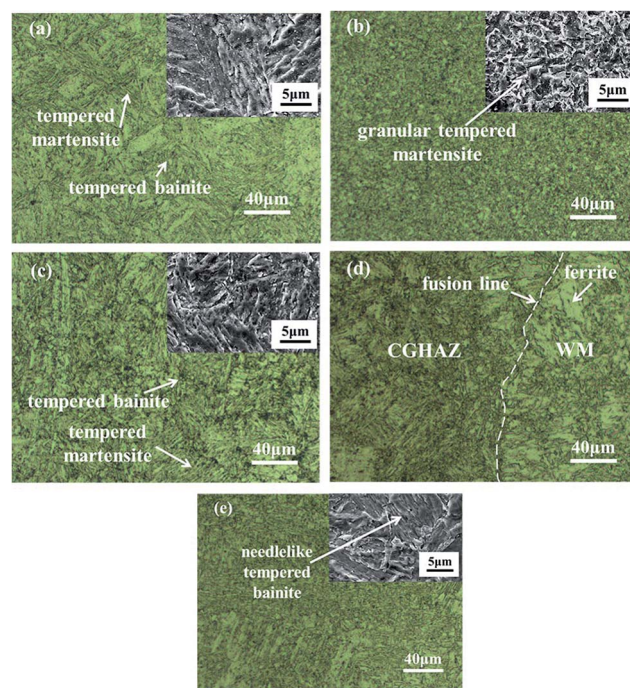 (a)
5μm
tempered
martensite
tempered bainite
40μm
(b)
5μm
granular tempered
martensite
40μm
(c)
5μm
tempered bainite
tempered
martensite
40μm
(d)
ferrite
fusion line
CGHAZ
WM
40μm
(e)
5μm
needlelike
tempered
bainite
40μm